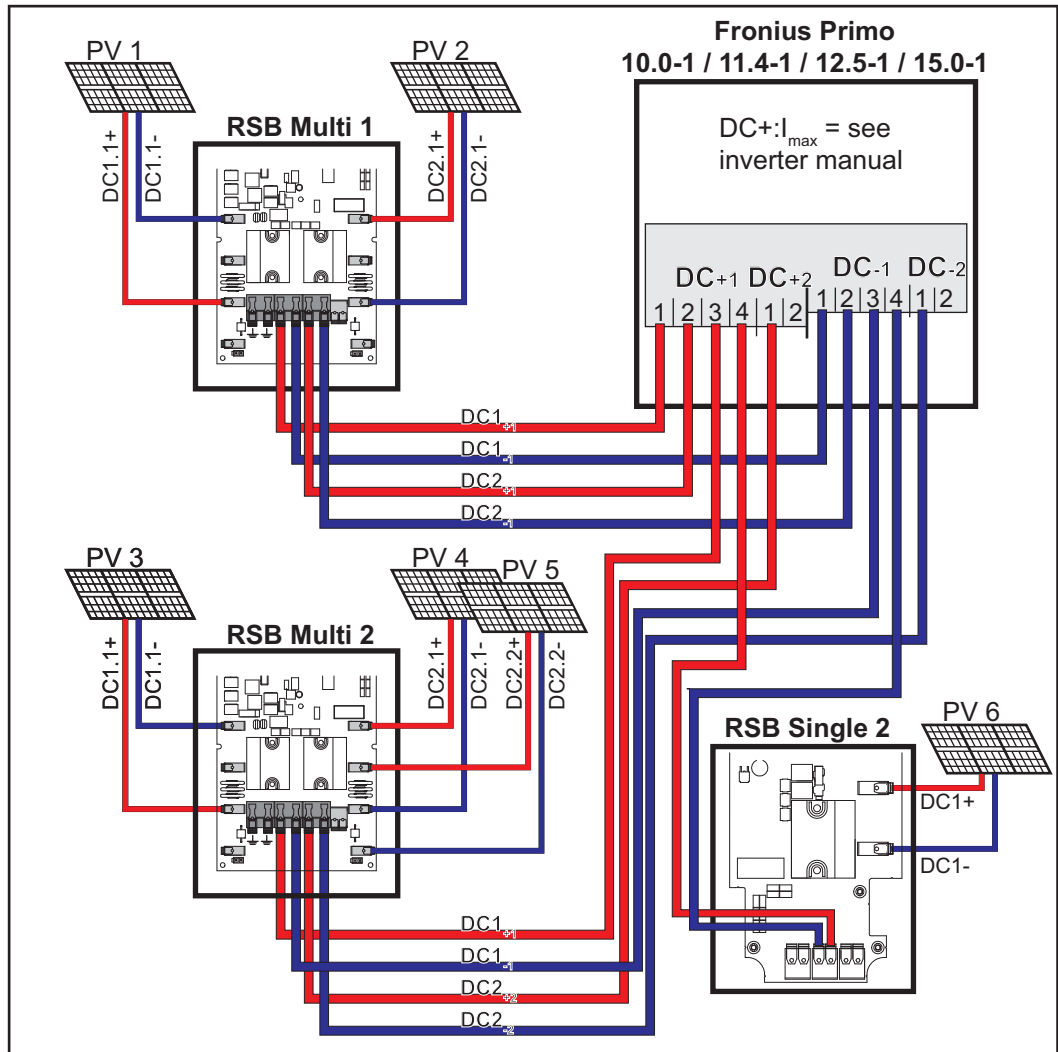 PV 1
PV 2
DC1.1+
DC1.1-
DC2.1+
DC2.1-
RSB Multi 1
Fronius Primo
10.0-1 / 11.4-1 / 12.5-1 / 15.0-1
DC+:Imax = see
inverter manual
DC+1 DC+2 DC-1 DC-2
1 2 3 4 1 2 1 2 3 4 1 2
DC1+1
DC1-1
DC2+1
DC2-1
PV 3
PV 4
PV 5
DC1.1+
DC1.1-
DC2.1+
DC2.1-
DC2.2+
DC2.2-
RSB Multi 2
DC1+1
DC1-1
DC2+2
DC2-2
RSB Single 2
PV 6
DC1+
DC1-